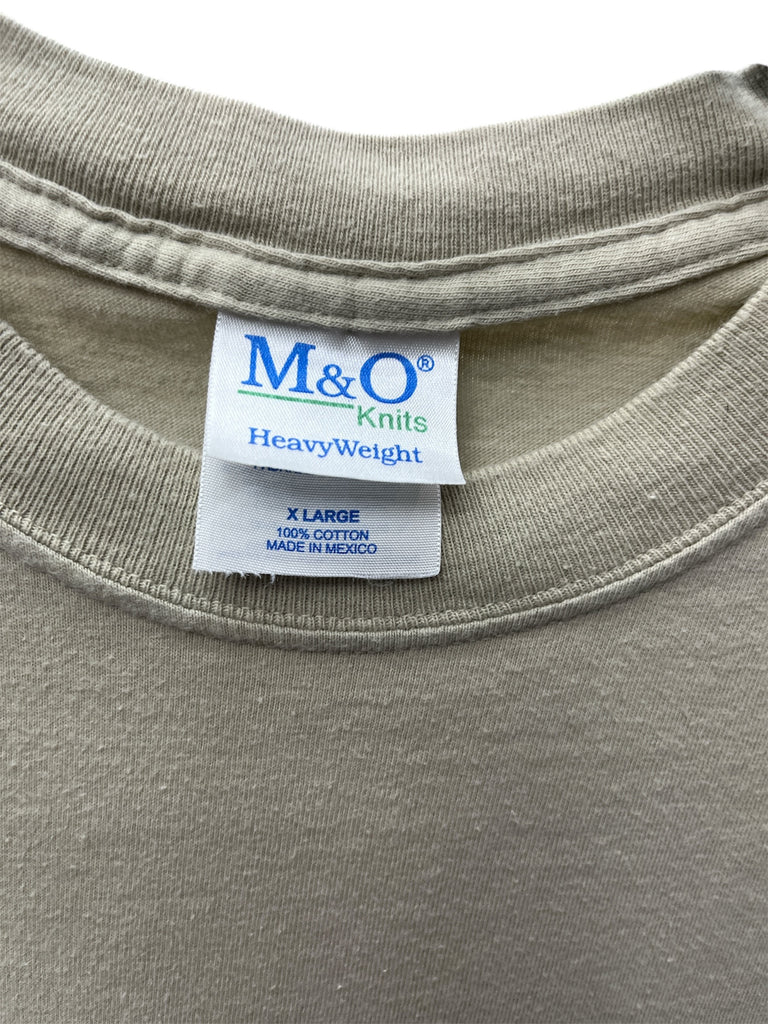 M&O®
Knits
HeavyWeight
X LARGE
100% COTTON
MADE IN MEXICO